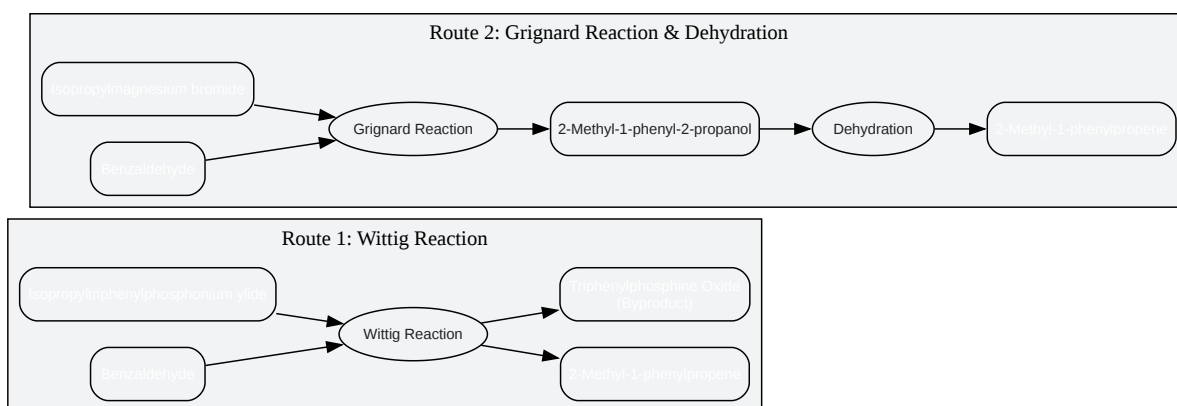 Route 2: Grignard Reaction & Dehydration
Isopropylmagnesium bromide
Grignard Reaction
2-Methyl-1-phenyl-2-propanol
Dehydration
2-Methyl-1-phenylpropene
Benzaldehyde
Route 1: Wittig Reaction
Isopropyltriphenylphosphonium ylide
Triphenylphosphine Oxide
(Byproduct)
Wittig Reaction
Benzaldehyde
2-Methyl-1-phenylpropene